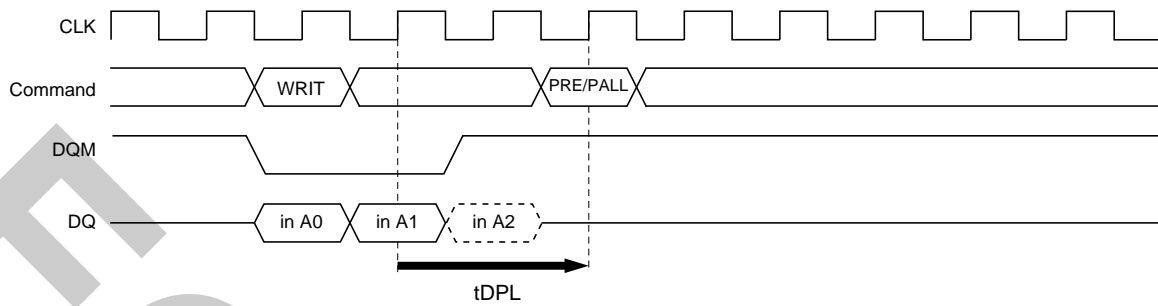 CLK
Command WRIT PRE/PALL
DQM
DQ in A0 in A1 in A2
tDPL